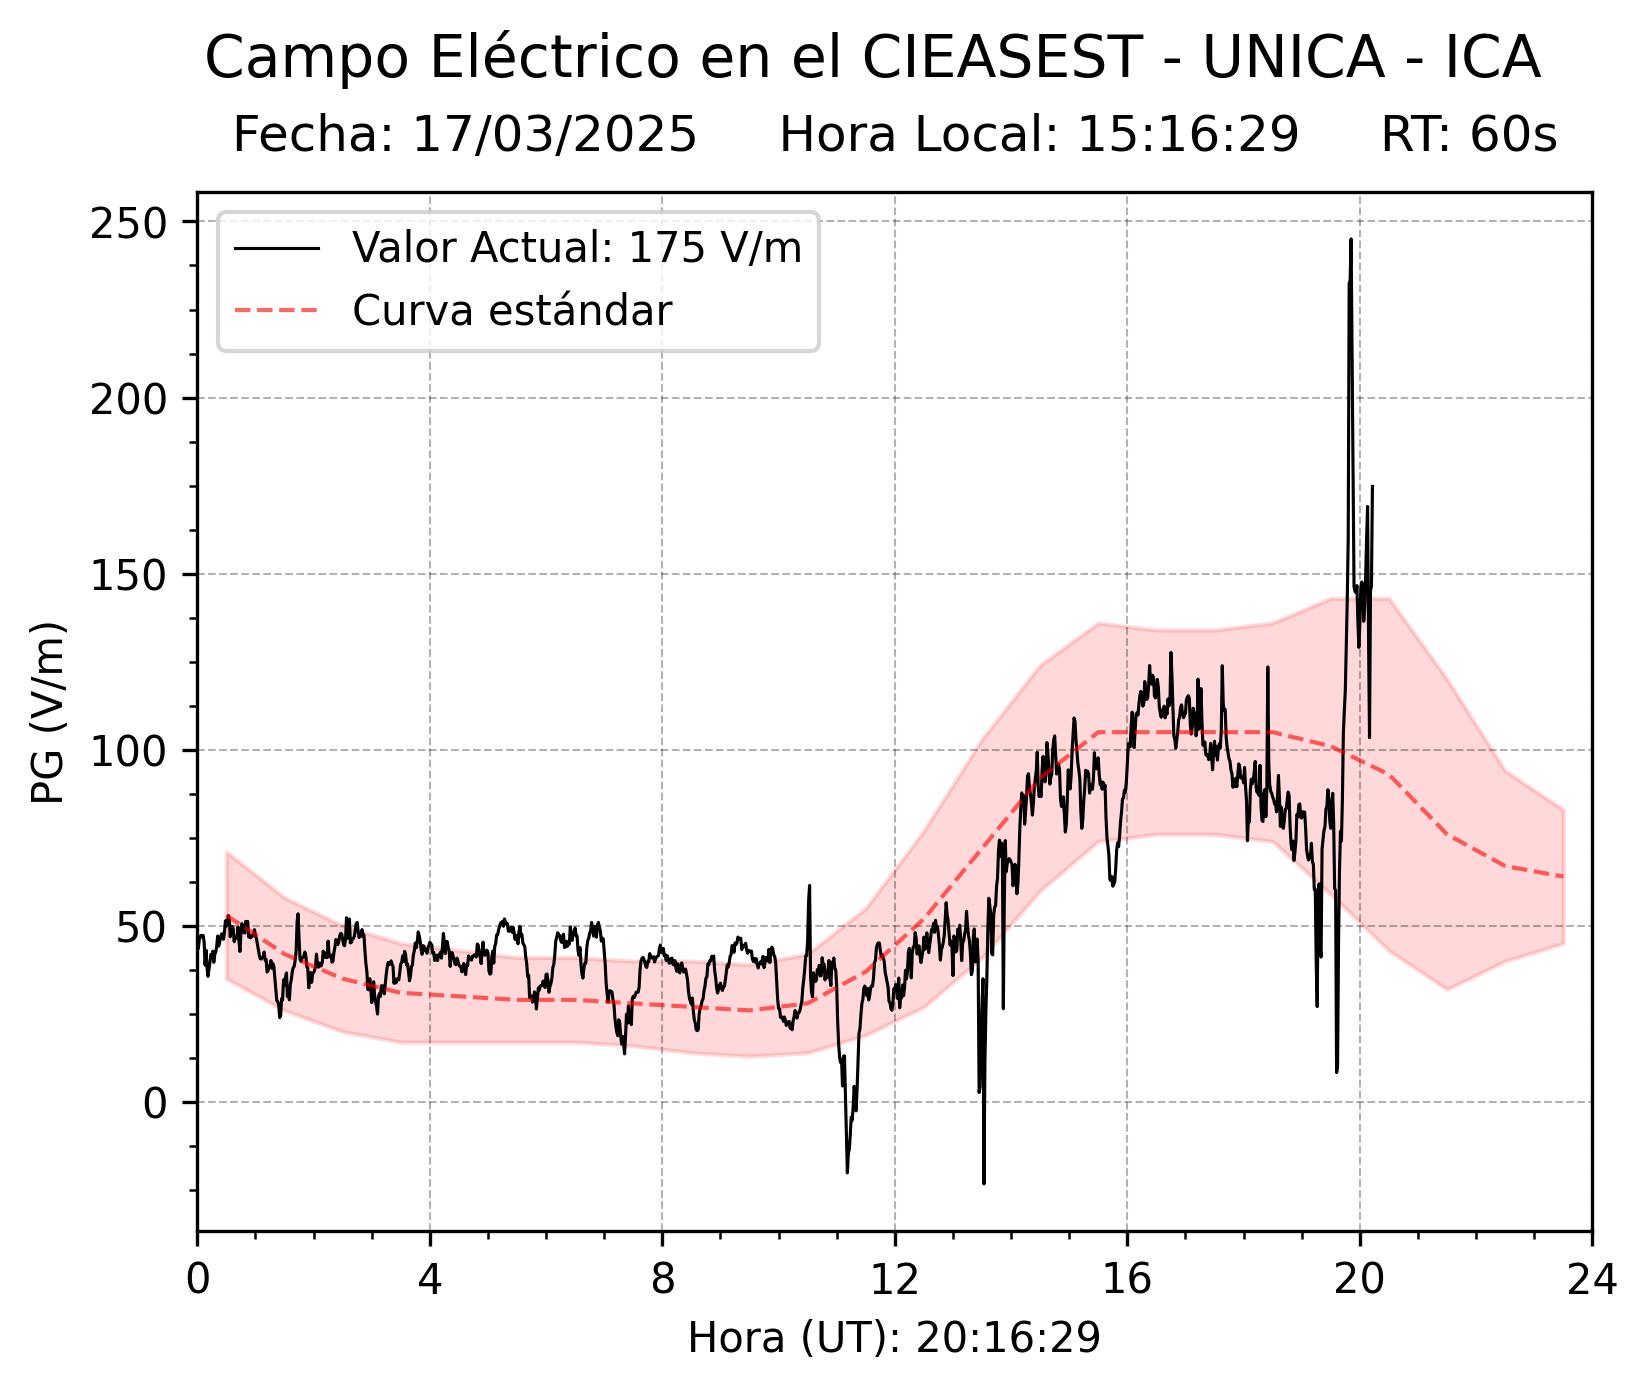 Campo Eléctrico en el CIEASEST - UNICA - ICA
Fecha: 17/03/2025 Hora Local: 15:16:29 RT: 60s
250
200
150
100
50
0
PG (V/m)
Valor Actual: 175 V/m
Curva estándar
0 4 8 12 16 20 24
Hora (UT): 20:16:29